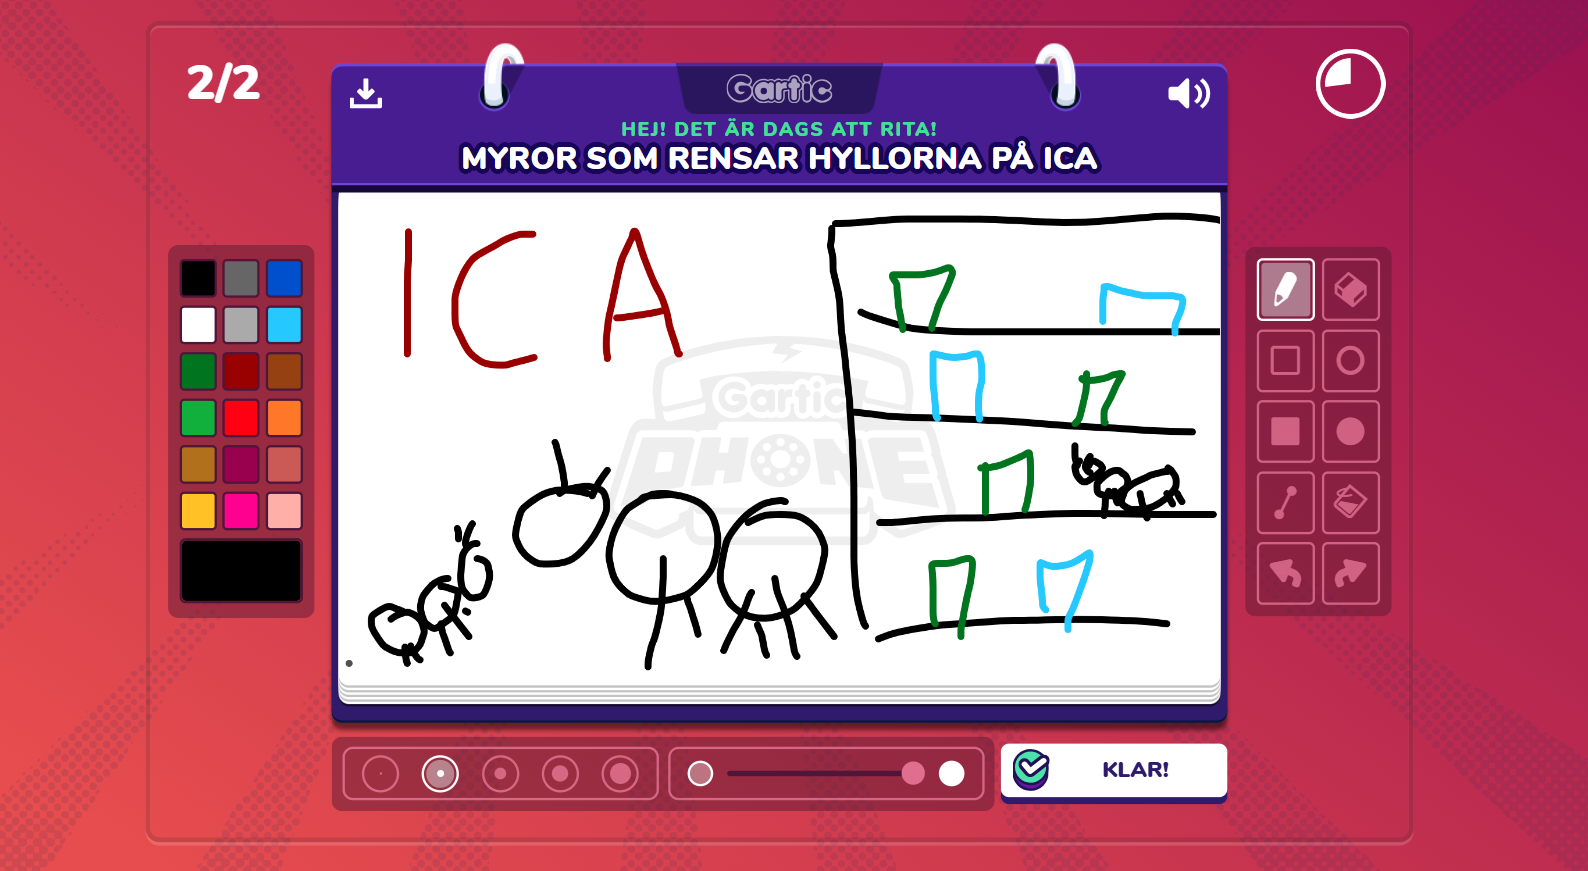 2/2
Gartic
HEJ! DET ÄR DAGS ATT RITA!
MYROR SOM RENSAR HYLLORNA PÅ ICA
ICA
Gartic
PHONE
KLAR!